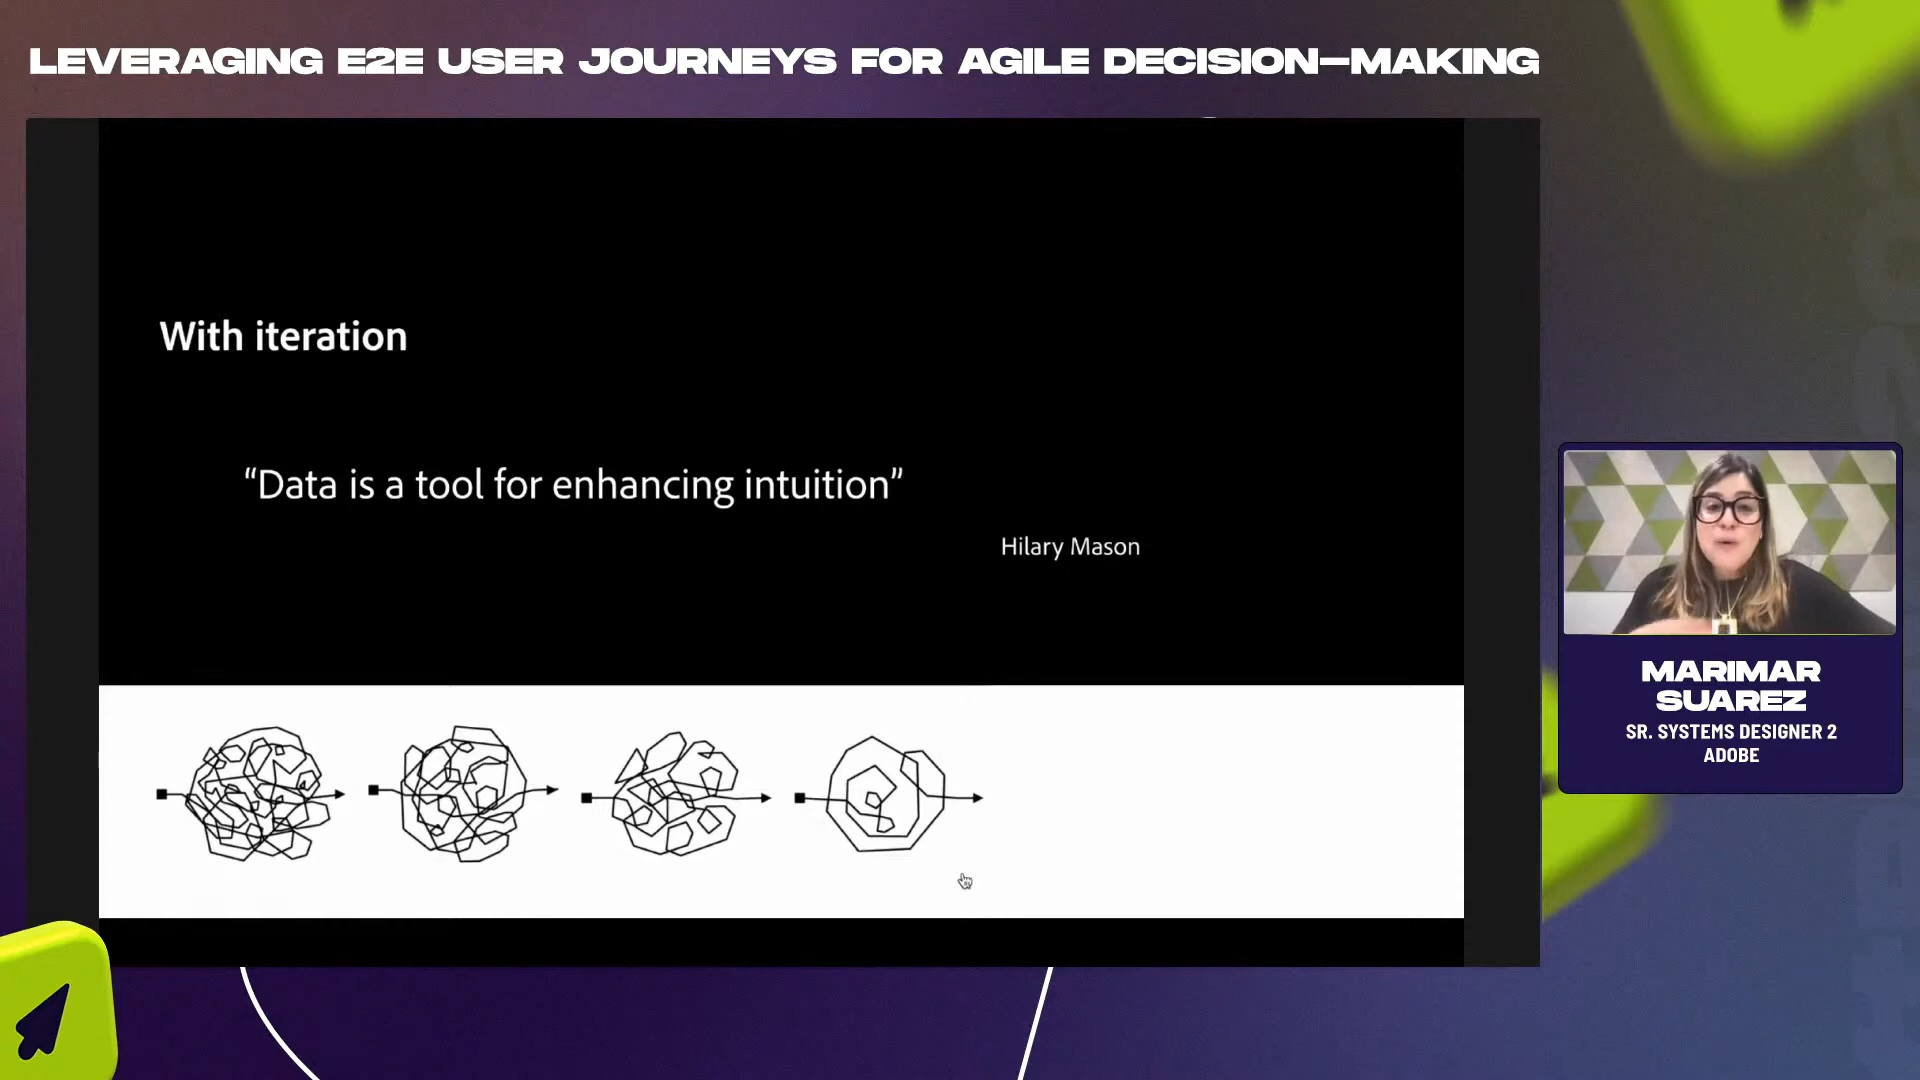 LEVERAGING E2E USER JOURNEYS FOR AGILE DECISION–MAKING
With iteration
“Data is a tool for enhancing intuition”
Hilary Mason
MARIMAR
SUAREZ
SR. SYSTEMS DESIGNER 2
ADOBE